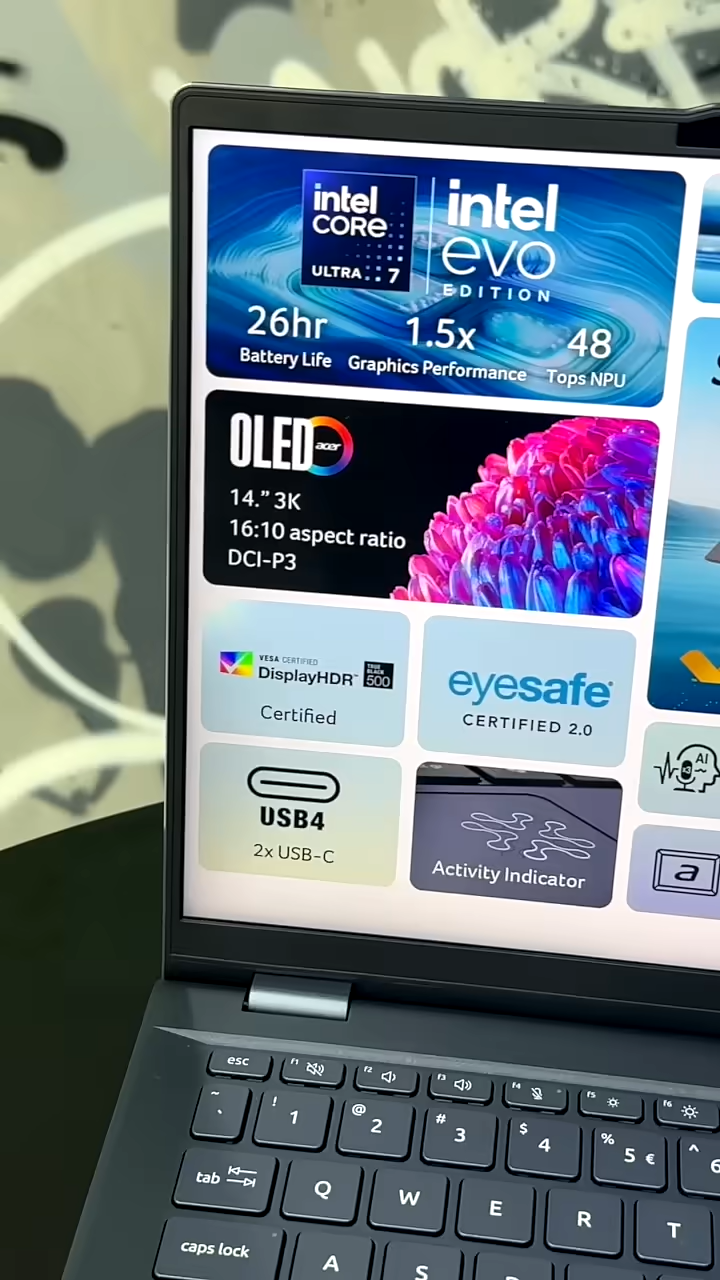 intel
CORE
ULTRA 7
intel
evo
EDITION
26hr
Battery Life
1.5x
Graphics Performance
48
Tops NPU
OLED acer
14.” 3K
16:10 aspect ratio
DCI-P3
VESA CERTIFIED
DisplayHDR™ TRUE BLACK 500
Certified
eyesafe®
CERTIFIED 2.0
USB4
2x USB-C
Activity Indicator
AI
a
esc f1 f2 f3 f4 f5 f6
~ ` ! 1 @ 2 # 3 $ 4 % 5 € ^ 6
tab Q W E R T
caps lock A S